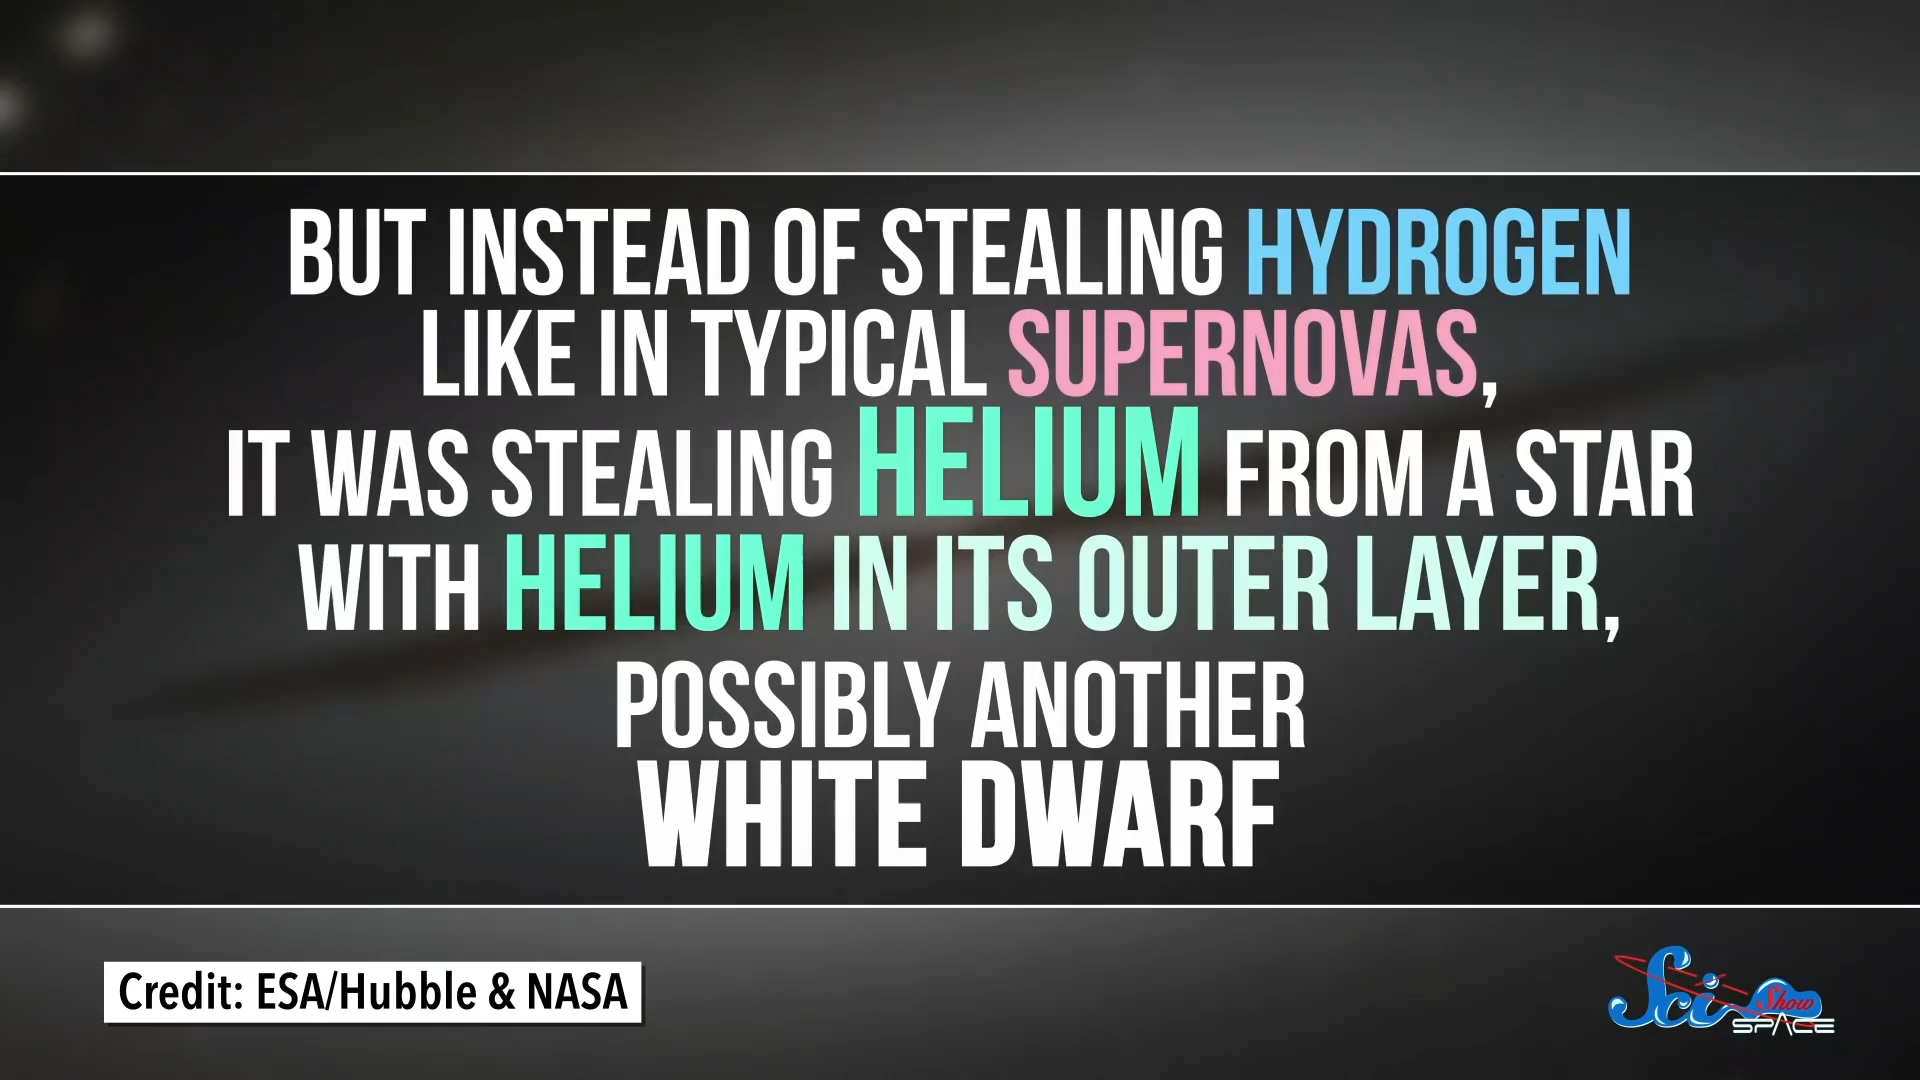 BUT INSTEAD OF STEALING HYDROGEN
LIKE IN TYPICAL SUPERNOVAS,
IT WAS STEALING HELIUM FROM A STAR
WITH HELIUM IN ITS OUTER LAYER,
POSSIBLY ANOTHER
WHITE DWARF
Credit: ESA/Hubble & NASA
Sci Show
SPACE